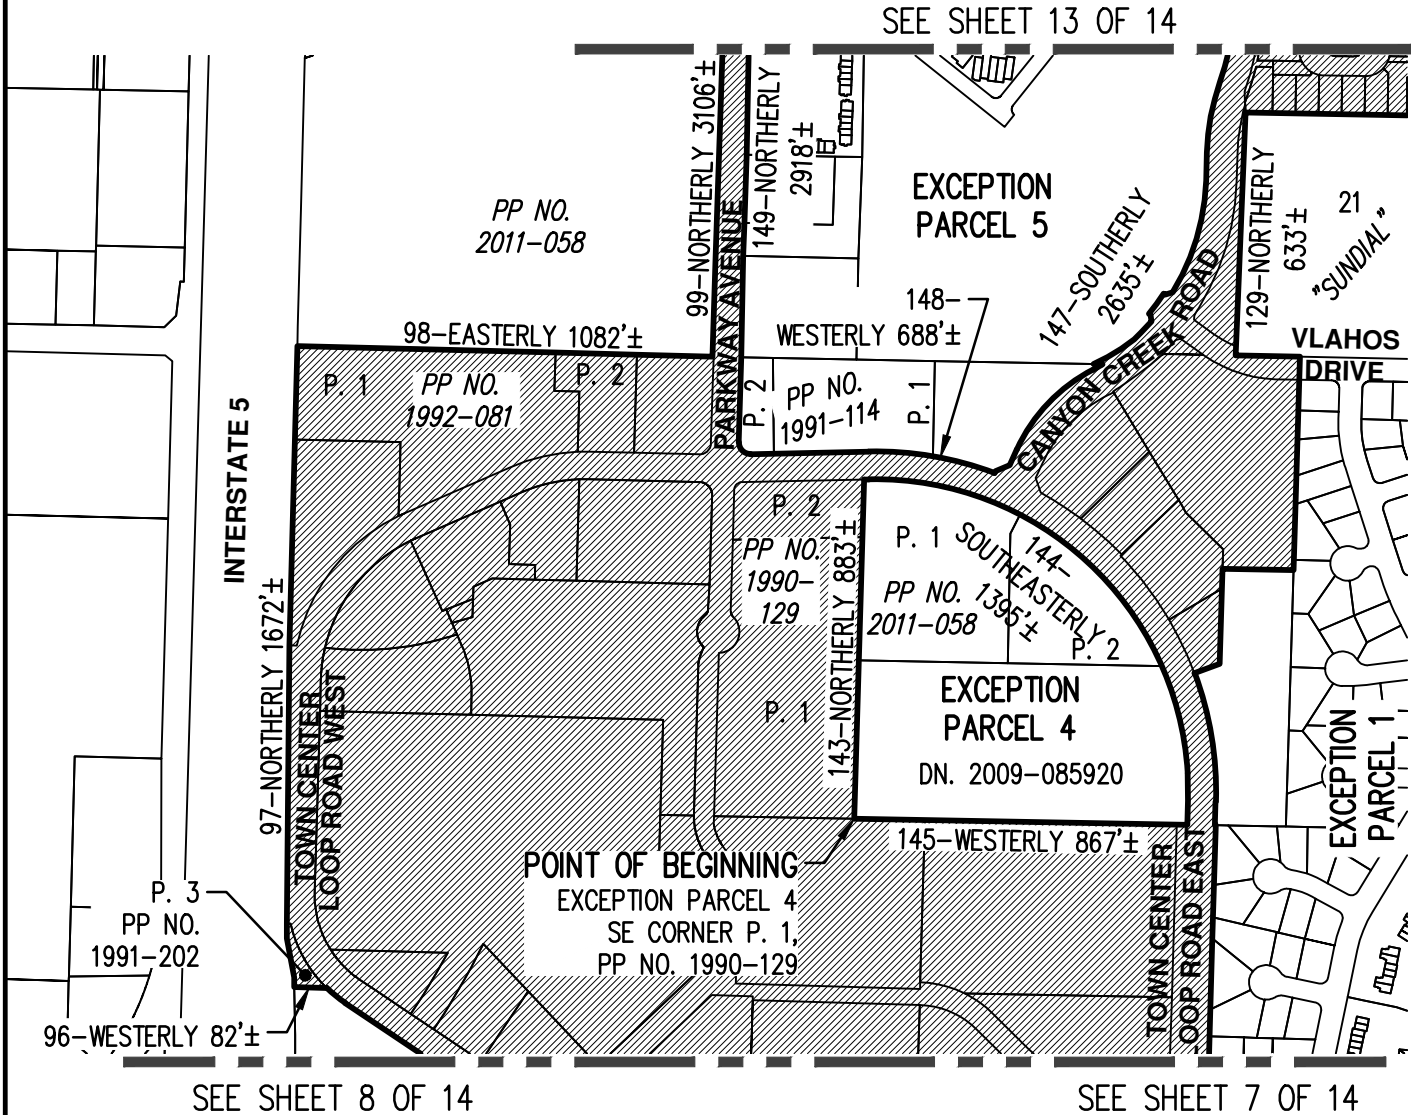 SEE SHEET 13 OF 14
99-NORTHERLY 3106'±
149-NORTHERLY
2918'±
EXCEPTION
PARCEL 5
PP NO.
2011-058
147-SOUTHERLY
2635'±
129-NORTHERLY
633'±
21
"SUNDIAL"
PARKWAY AVENUE
148-
WESTERLY 688'±
98-EASTERLY 1082'±
CANYON CREEK ROAD
VLAHOS
DRIVE
P. 1
PP NO.
1992-081
P. 2
P. 2
PP NO.
1991-114
P. 1
INTERSTATE 5
P. 2
PP NO.
1990-
129
P. 1
143-NORTHERLY 883'±
P. 1
PP NO.
2011-058
144-
SOUTHEASTERLY 2
1395'±
P. 2
EXCEPTION
PARCEL 4
DN. 2009-085920
97-NORTHERLY 1672'±
TOWN CENTER
LOOP ROAD WEST
EXCEPTION
PARCEL 1
145-WESTERLY 867'±
POINT OF BEGINNING
EXCEPTION PARCEL 4
SE CORNER P. 1,
PP NO. 1990-129
TOWN CENTER
LOOP ROAD EAST
P. 3
PP NO.
1991-202
96-WESTERLY 82'±
SEE SHEET 8 OF 14
SEE SHEET 7 OF 14